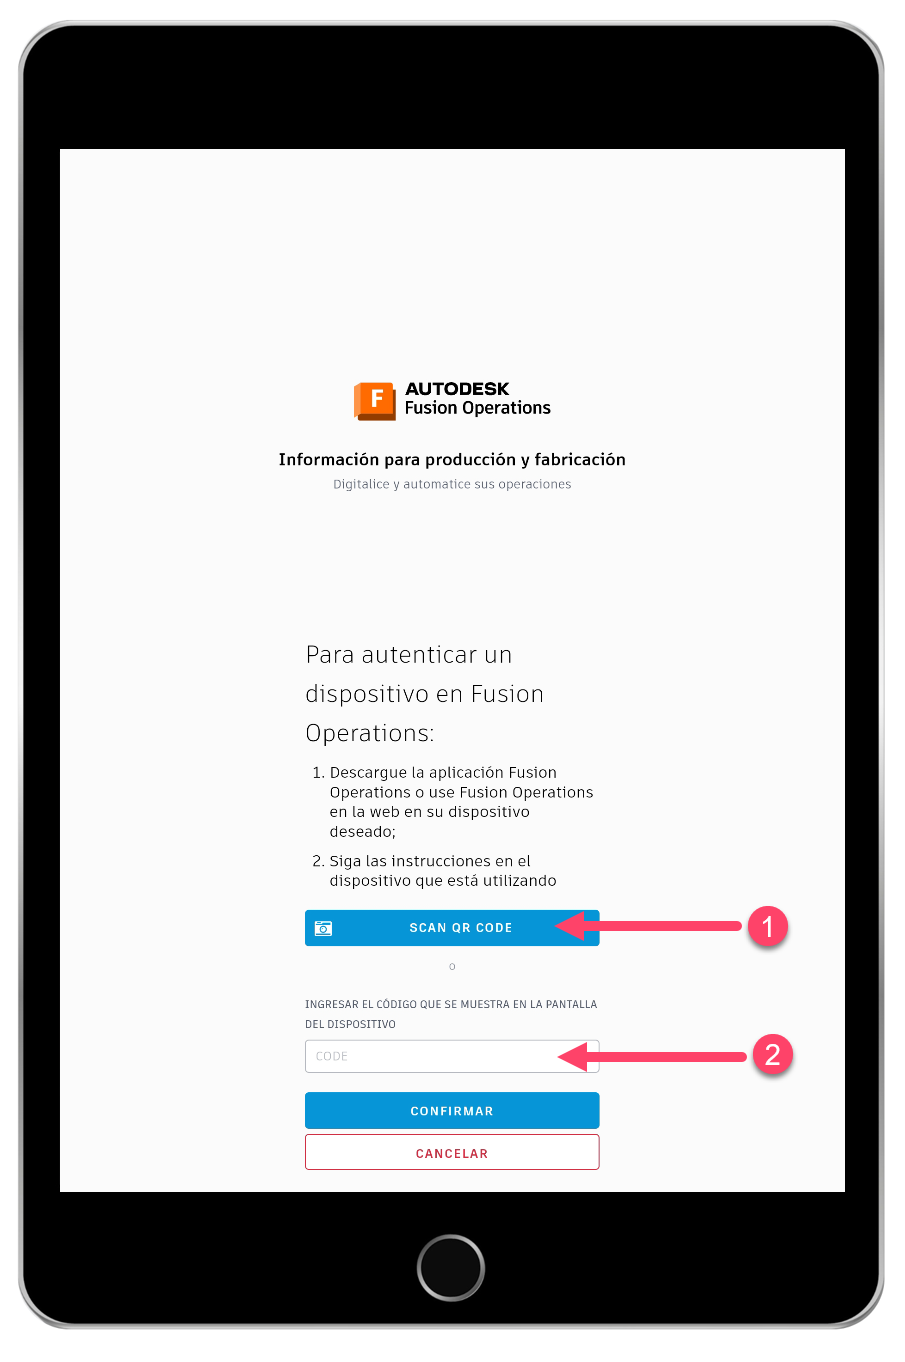 F
AUTODESK
Fusion Operations
Información para producción y fabricación
Digitalice y automatice sus operaciones
Para autenticar un
dispositivo en Fusion
Operations:
1. Descargue la aplicación Fusion
Operations o use Fusion Operations
en la web en su dispositivo
deseado;
2. Siga las instrucciones en el
dispositivo que está utilizando
SCAN QR CODE
1
o
INGRESAR EL CÓDIGO QUE SE MUESTRA EN LA PANTALLA
DEL DISPOSITIVO
CODE
2
CONFIRMAR
CANCELAR